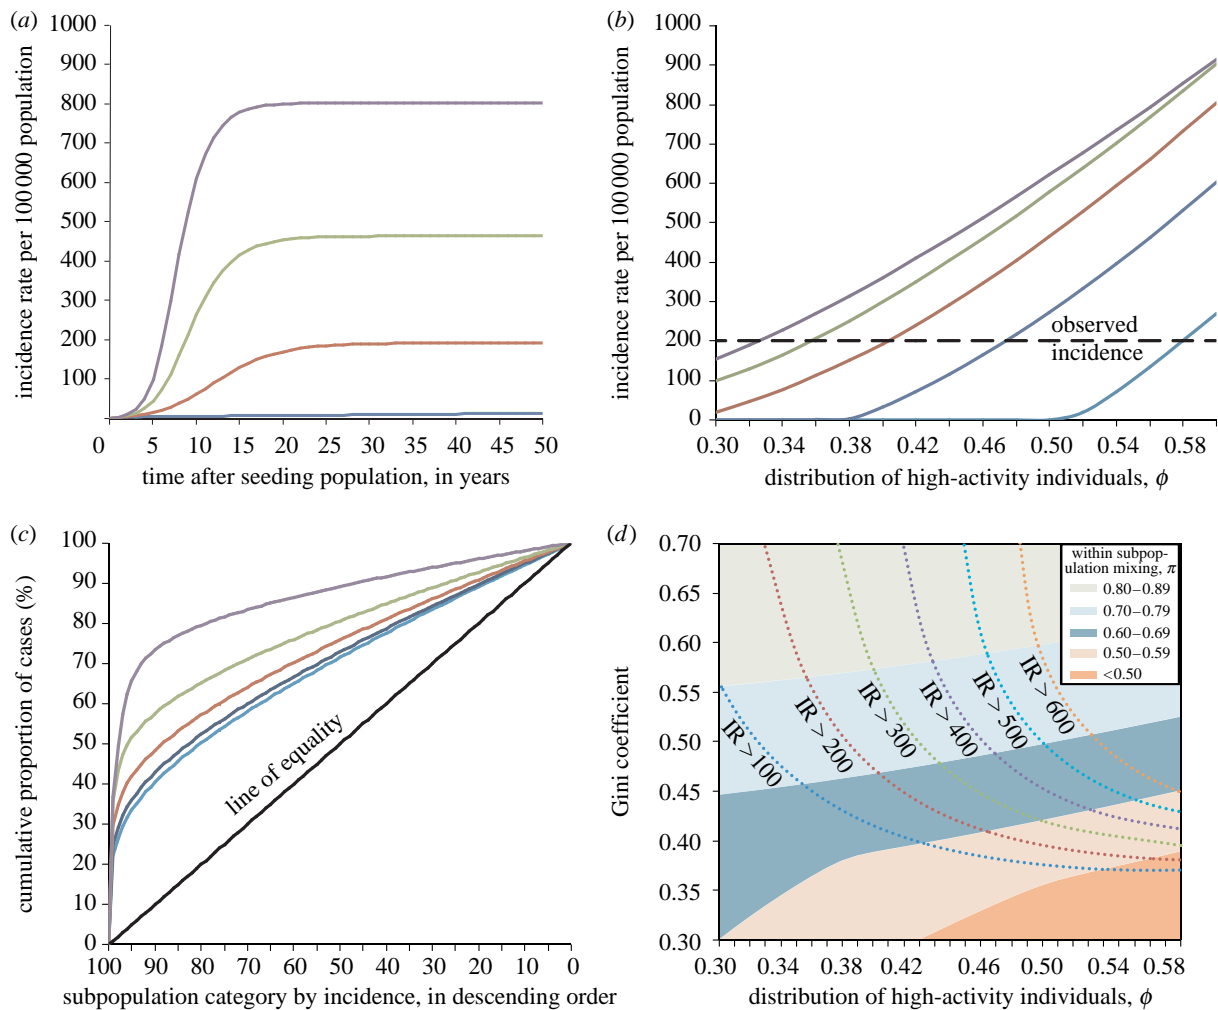 (a)
1000
900
800
700
600
500
400
300
200
100
0 5 10 15 20 25 30 35 40 45 50
incidence rate per 100 000 population
time after seeding population, in years
(b)
1000
900
800
700
600
500
400
300
200
100
0
0.30 0.34 0.38 0.42 0.46 0.50 0.54 0.58
incidence rate per 100 000 population
observed
incidence
distribution of high-activity individuals, ϕ
(c)
100
90
80
70
60
50
40
30
20
10
0
100 90 80 70 60 50 40 30 20 10 0
cumulative proportion of cases (%)
line of equality
subpopulation category by incidence, in descending order
(d)
0.70
0.65
0.60
0.55
0.50
0.45
0.40
0.35
0.30
0.30 0.34 0.38 0.42 0.46 0.50 0.54 0.58
Gini coefficient
within subpop-
ulation mixing, π
0.80–0.89
0.70–0.79
0.60–0.69
0.50–0.59
<0.50
IR >100
IR > 200
IR > 300
IR > 400
IR > 500
IR > 600
distribution of high-activity individuals, ϕ